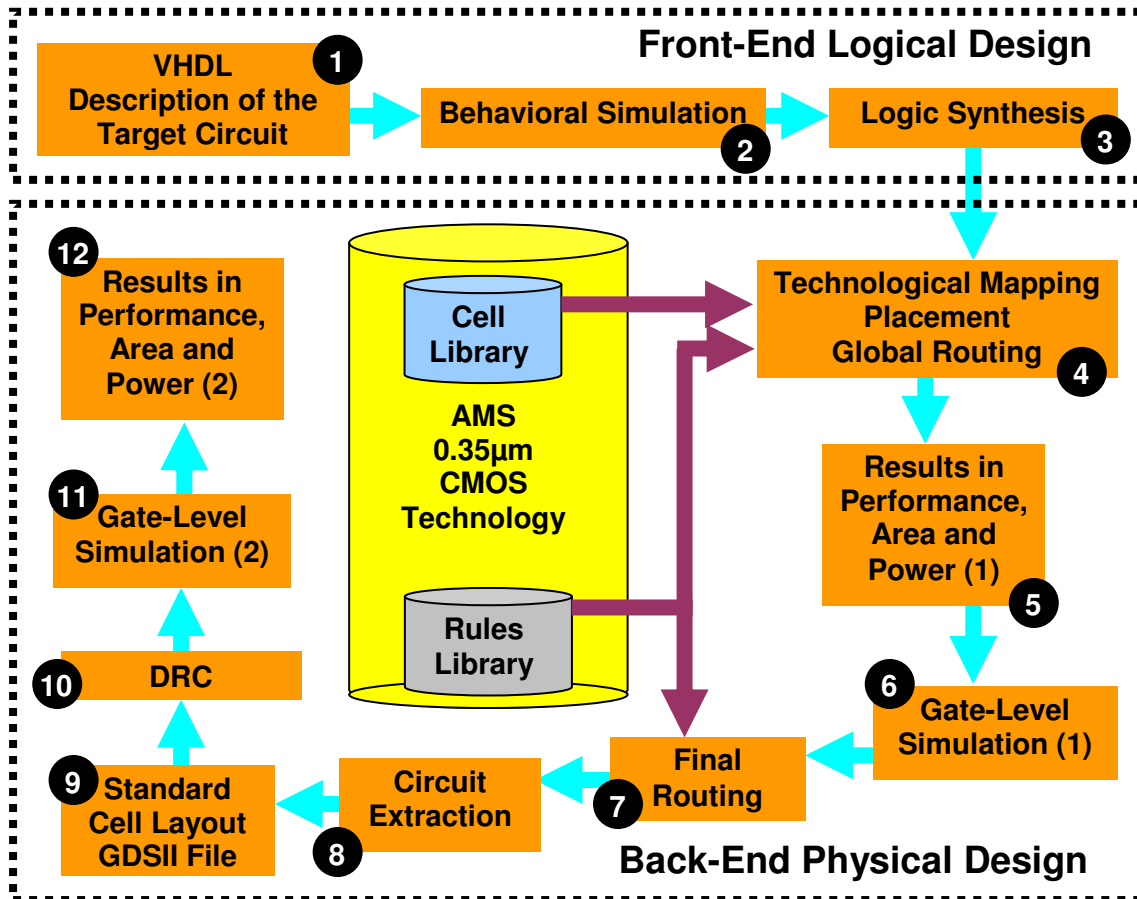 Front-End Logical Design
1
VHDL
Description of the
Target Circuit
Behavioral Simulation
2
Logic Synthesis
3
Technological Mapping
Placement
Global Routing
4
Results in
Performance,
Area and
Power (1)
5
6
Gate-Level
Simulation (1)
Final
Routing
7
Circuit
Extraction
8
9
Standard
Cell Layout
GDSII File
10
DRC
11
Gate-Level
Simulation (2)
12
Results in
Performance,
Area and
Power (2)
Cell
Library
AMS
0.35µm
CMOS
Technology
Rules
Library
Back-End Physical Design